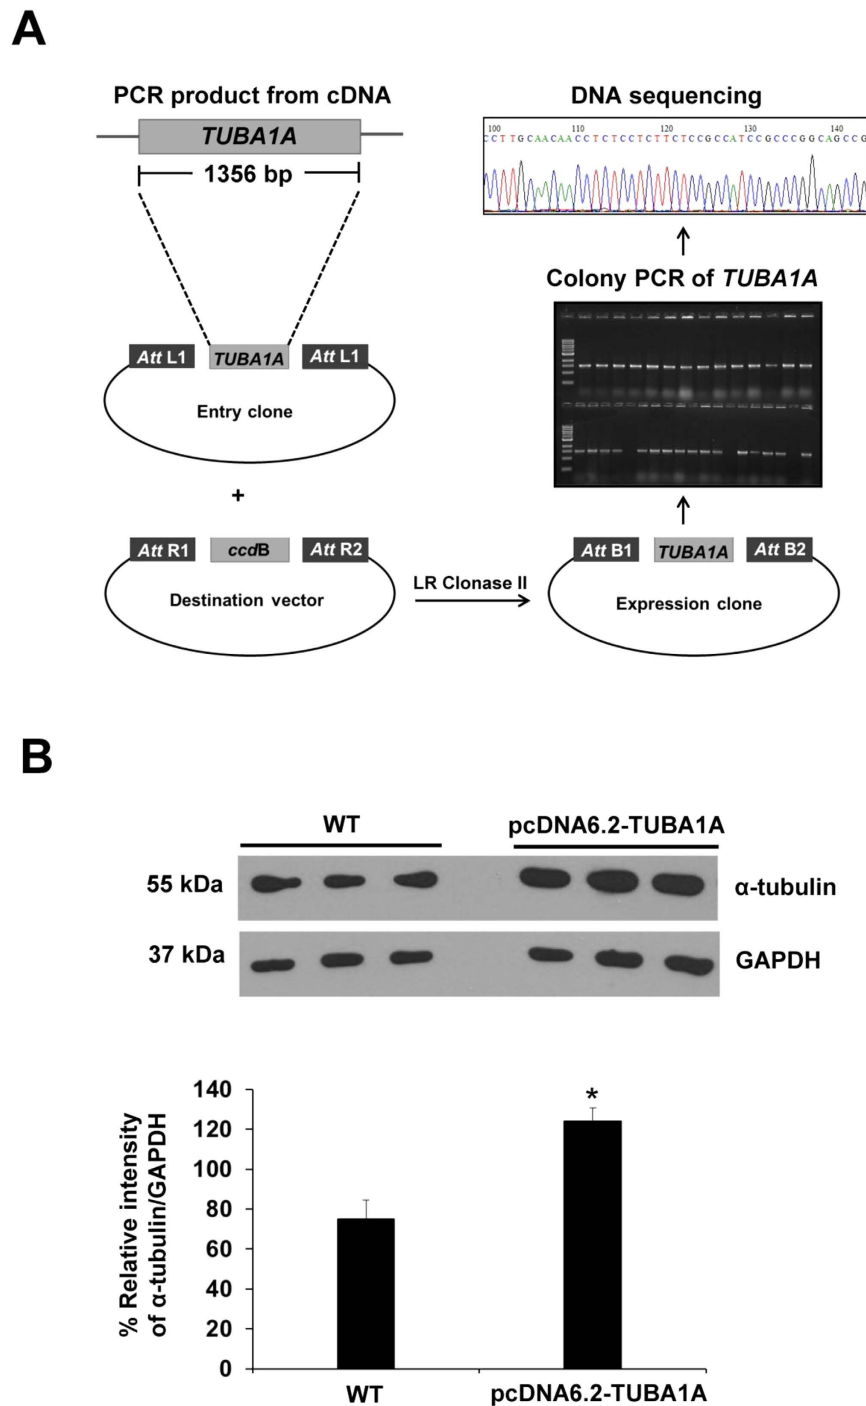 A
PCR product from cDNA
TUBA1A
1356 bp
Att L1
TUBA1A
Att L1
Entry clone
+
Att R1
ccdB
Att R2
Destination vector
LR Clonase II
DNA sequencing
100 110 120 130 140
CCTTGCAACAACCTCTCCTCTTCTCCGCCATCCGCCCGGCAGCCG
Colony PCR of TUBA1A
Att B1
TUBA1A
Att B2
Expression clone
B
WT
pcDNA6.2-TUBA1A
55 kDa
α-tubulin
37 kDa
GAPDH
% Relative intensity
of α-tubulin/GAPDH
140
120
100
80
60
40
20
0
*
WT
pcDNA6.2-TUBA1A